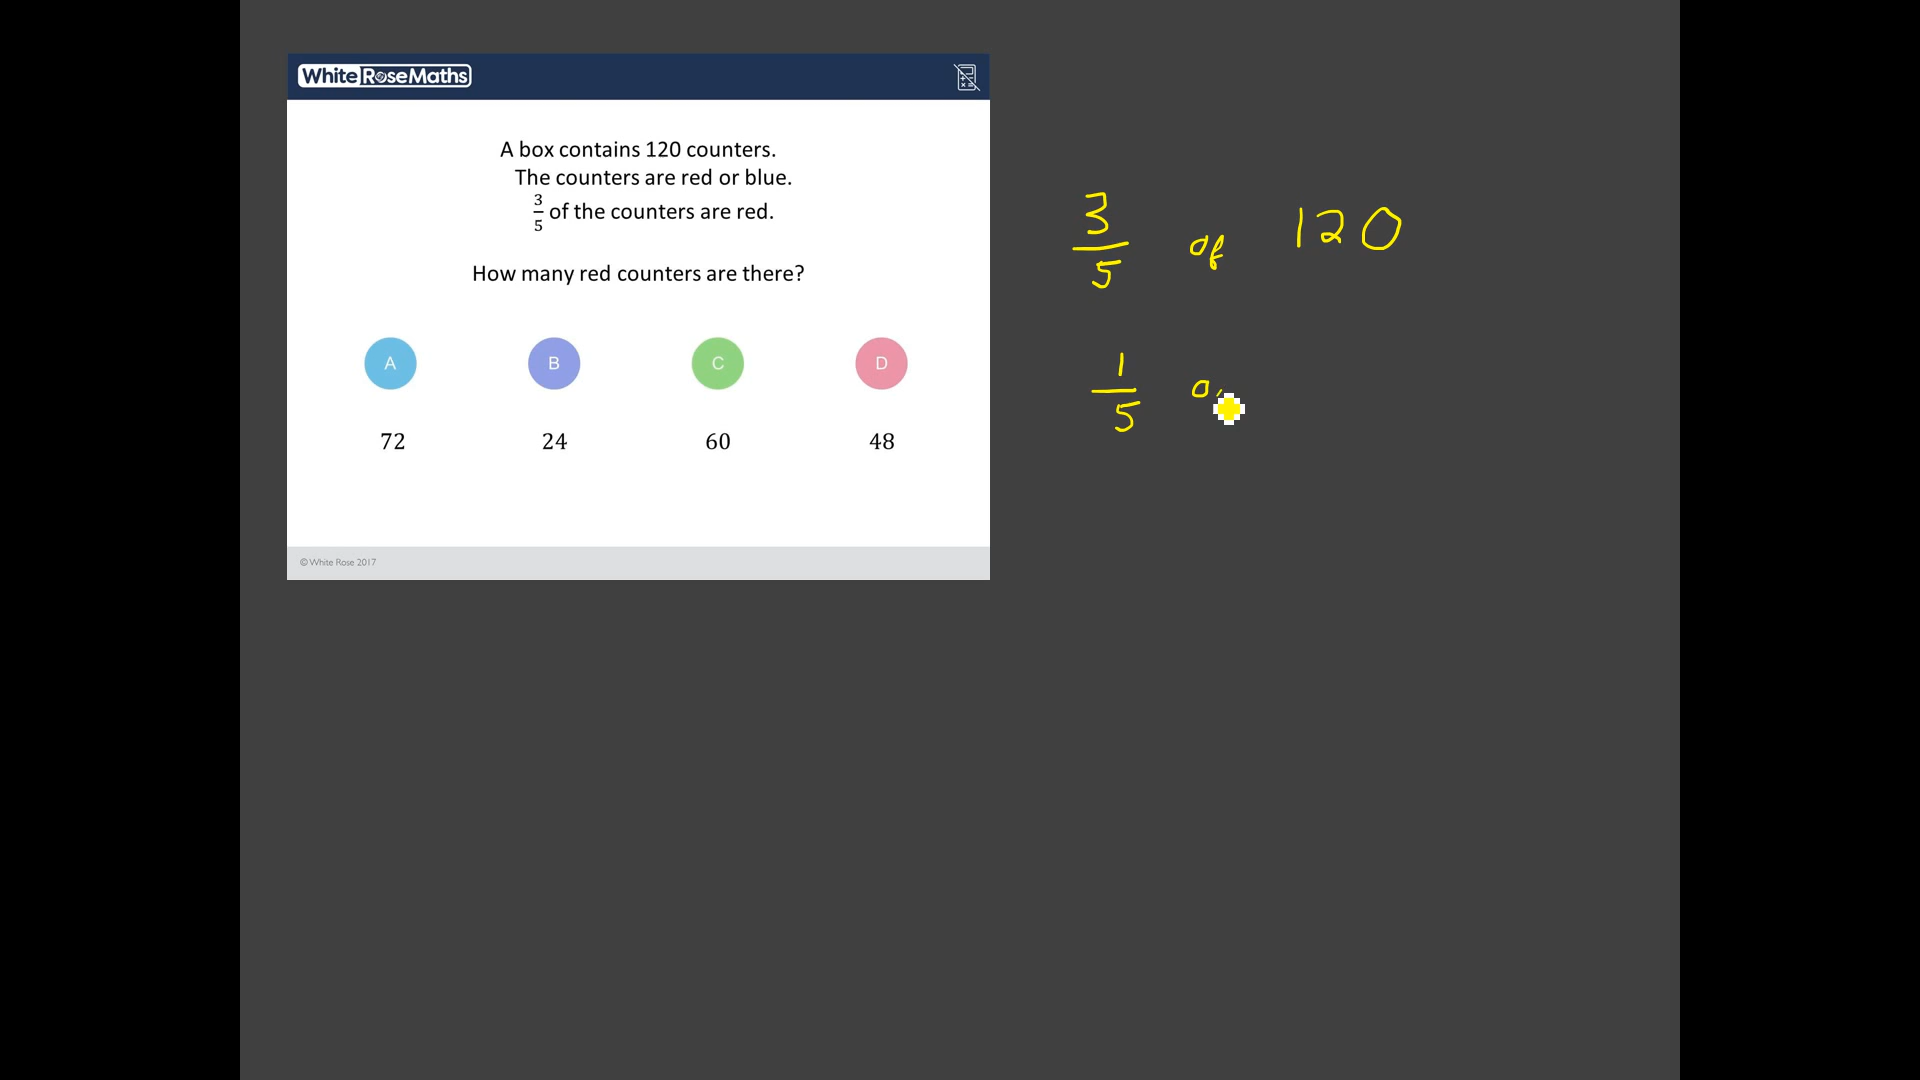 White Rose Maths
A box contains 120 counters.
The counters are red or blue.
3/5 of the counters are red.
How many red counters are there?
A B C D
72 24 60 48
© White Rose 2017
3/5 of 120
1/5 o